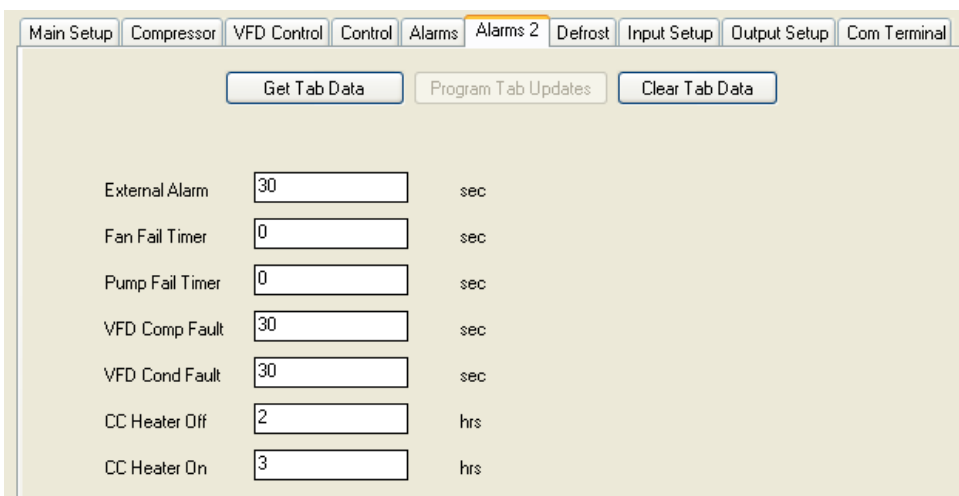 Main Setup Compressor VFD Control Control Alarms Alarms 2 Defrost Input Setup Output Setup Com Terminal
Get Tab Data Program Tab Updates Clear Tab Data
External Alarm 30 sec
Fan Fail Timer 0 sec
Pump Fail Timer 0 sec
VFD Comp Fault 30 sec
VFD Cond Fault 30 sec
CC Heater Off 2 hrs
CC Heater On 3 hrs